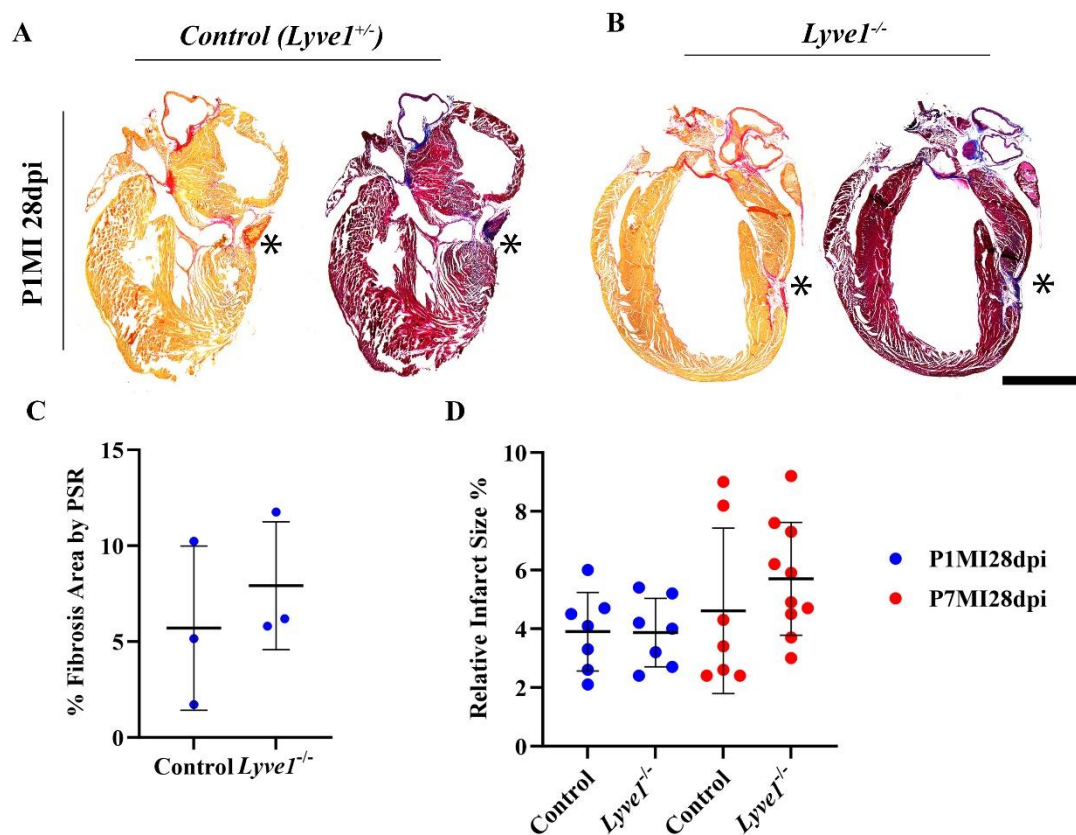 A
Control (Lyve1+/-)
B
Lyve1-/-
P1MI 28dpi
*
*
*
*
C
% Fibrosis Area by PSR
15
10
5
0
Control Lyve1-/-
D
Relative Infarct Size %
10
8
6
4
2
0
Control
Lyve1-/-
Control
Lyve1-/-
P1MI28dpi
P7MI28dpi